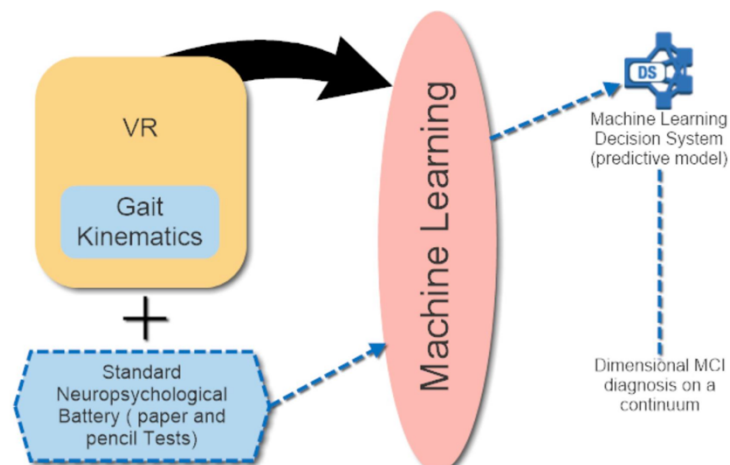 VR
Gait
Kinematics
+
Standard
Neuropsychological
Battery ( paper and
pencil Tests)
Machine Learning
DS
Machine Learning
Decision System
(predictive model)
Dimensional MCI
diagnosis on a
continuum